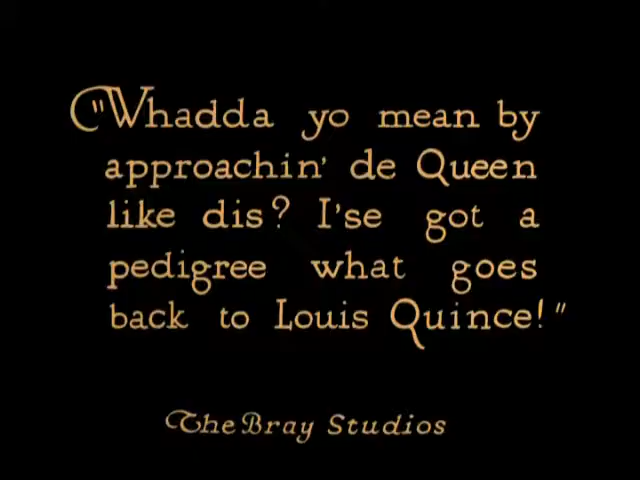 "Whadda yo mean by
approachin' de Queen
like dis? I'se got a
pedigree what goes
back to Louis Quince!"
The Bray Studios